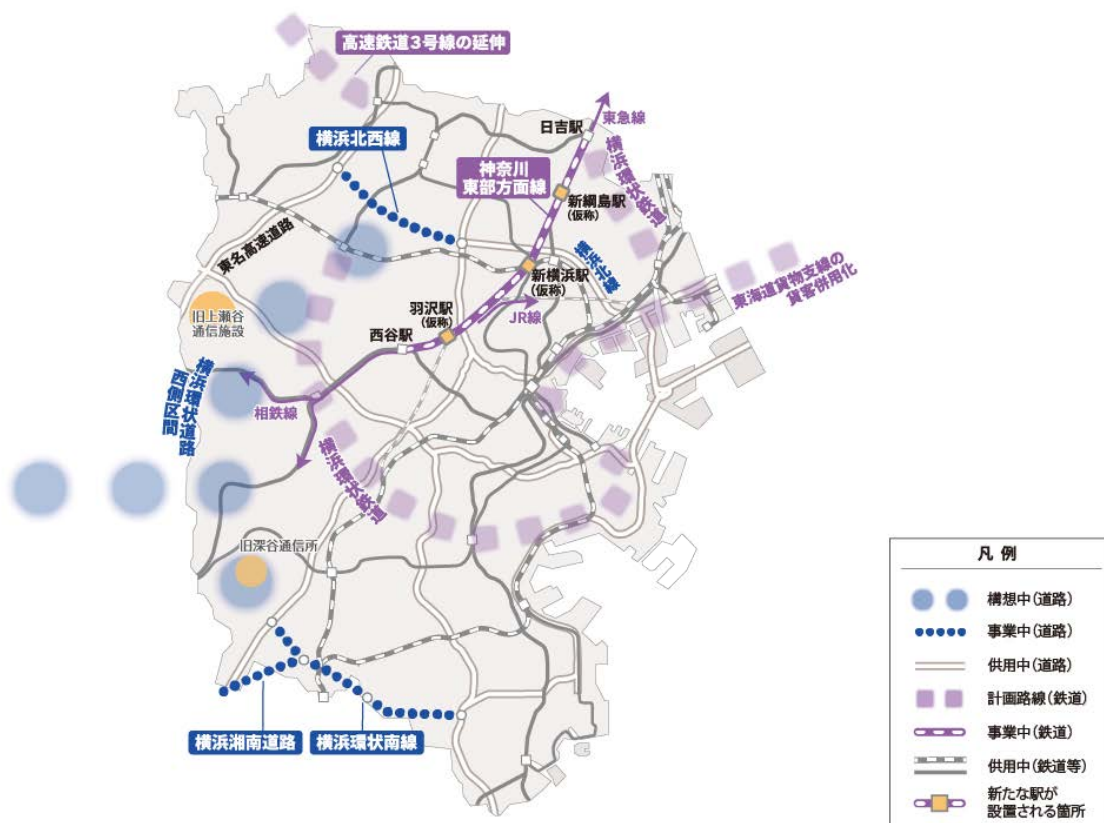 高速鉄道3号線の延伸
横浜北西線
日吉駅
東急線
神奈川
東部方面線
横浜環状鉄道
新綱島駅
(仮称)
東名高速道路
横浜北線
新横浜駅
(仮称)
東海道貨物支線の
貨客併用化
羽沢駅
(仮称)
JR線
旧上瀬谷
通信施設
西谷駅
横浜環状道路
西側区間
相鉄線
横浜環状鉄道
旧深谷通信所
横浜湘南道路
横浜環状南線
凡例
構想中(道路)
事業中(道路)
供用中(道路)
計画路線(鉄道)
事業中(鉄道)
供用中(鉄道等)
新たな駅が
設置される箇所